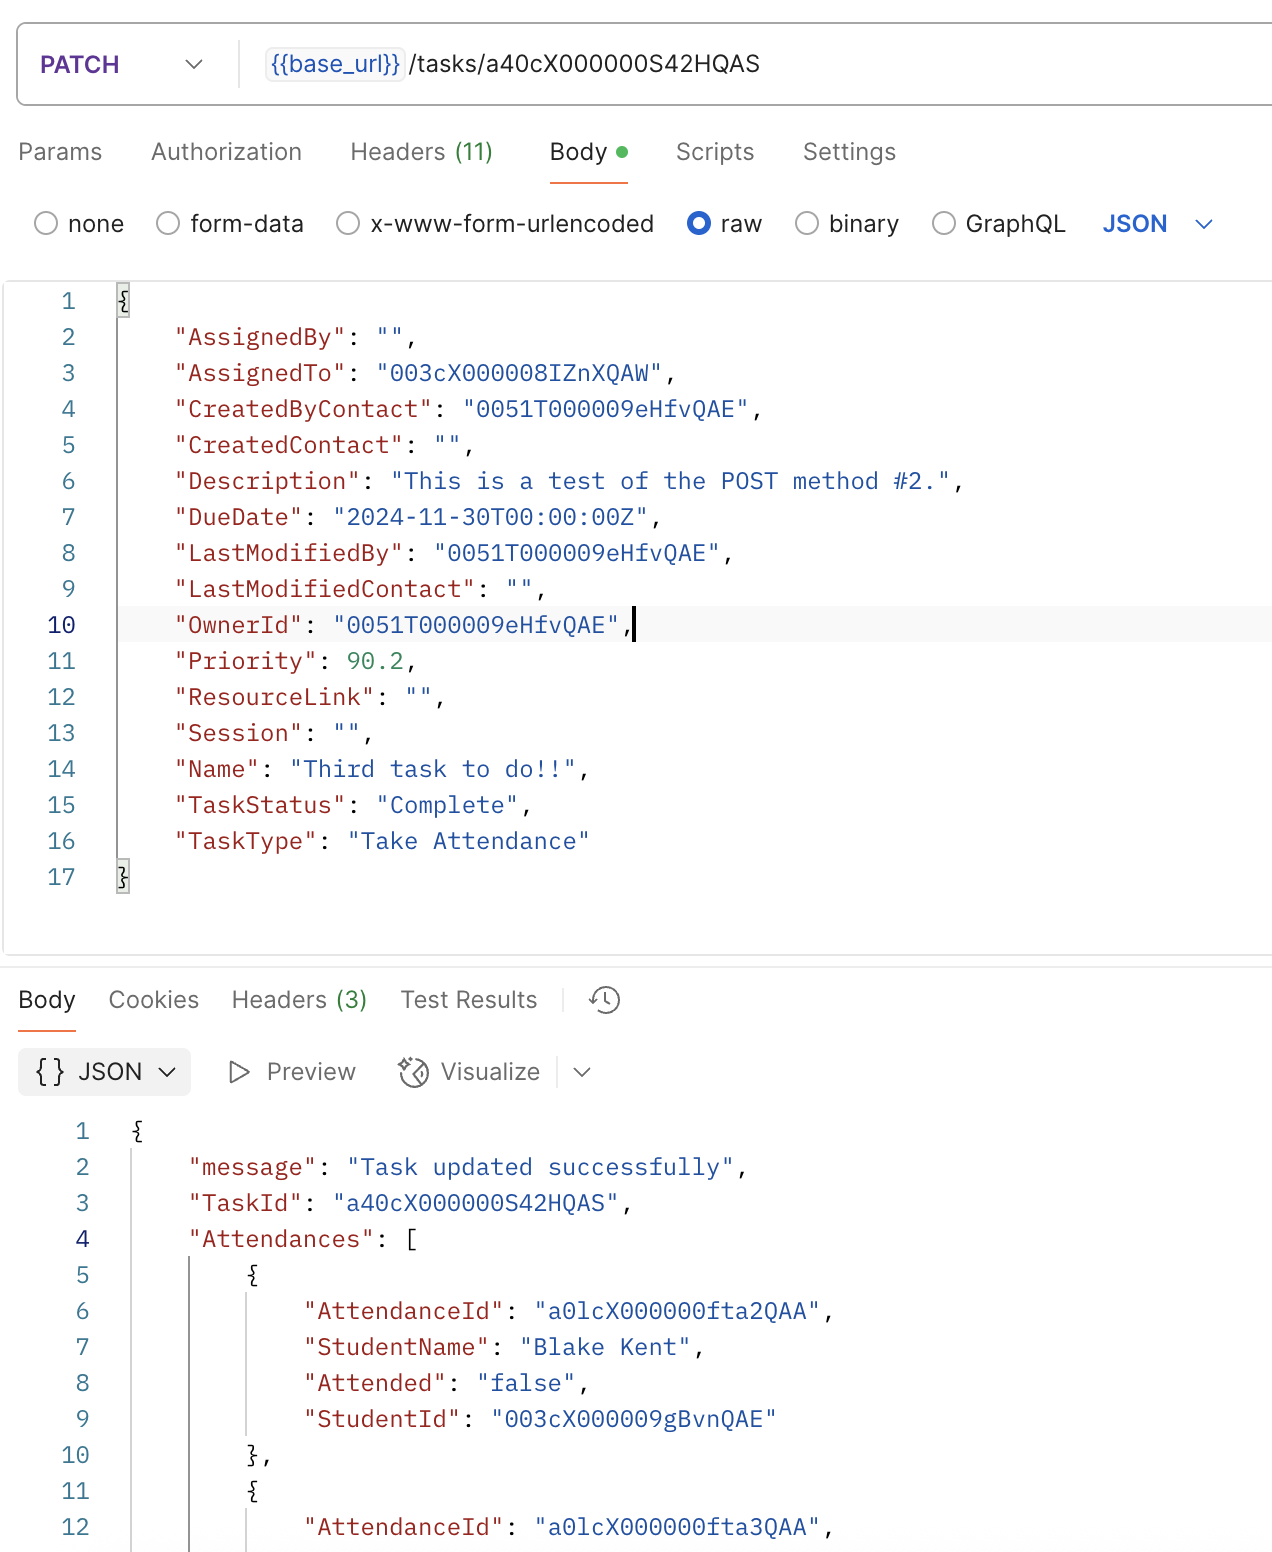 PATCH {{base_url}} /tasks/a40cX000000S42HQAS
Params Authorization Headers (11) Body Scripts Settings
none form-data x-www-form-urlencoded raw binary GraphQL JSON
1 {
2 "AssignedBy": "",
3 "AssignedTo": "003cX000008IZnXQAW",
4 "CreatedByContact": "0051T000009eHfvQAE",
5 "CreatedContact": "",
6 "Description": "This is a test of the POST method #2.",
7 "DueDate": "2024-11-30T00:00:00Z",
8 "LastModifiedBy": "0051T000009eHfvQAE",
9 "LastModifiedContact": "",
10 "OwnerId": "0051T000009eHfvQAE",
11 "Priority": 90.2,
12 "ResourceLink": "",
13 "Session": "",
14 "Name": "Third task to do!!",
15 "TaskStatus": "Complete",
16 "TaskType": "Take Attendance"
17 }
Body Cookies Headers (3) Test Results
{} JSON Preview Visualize
1 {
2 "message": "Task updated successfully",
3 "TaskId": "a40cX000000S42HQAS",
4 "Attendances": [
5 {
6 "AttendanceId": "a0lcX000000fta2QAA",
7 "StudentName": "Blake Kent",
8 "Attended": "false",
9 "StudentId": "003cX000009gBvnQAE"
10 },
11 {
12 "AttendanceId": "a0lcX000000fta3QAA",